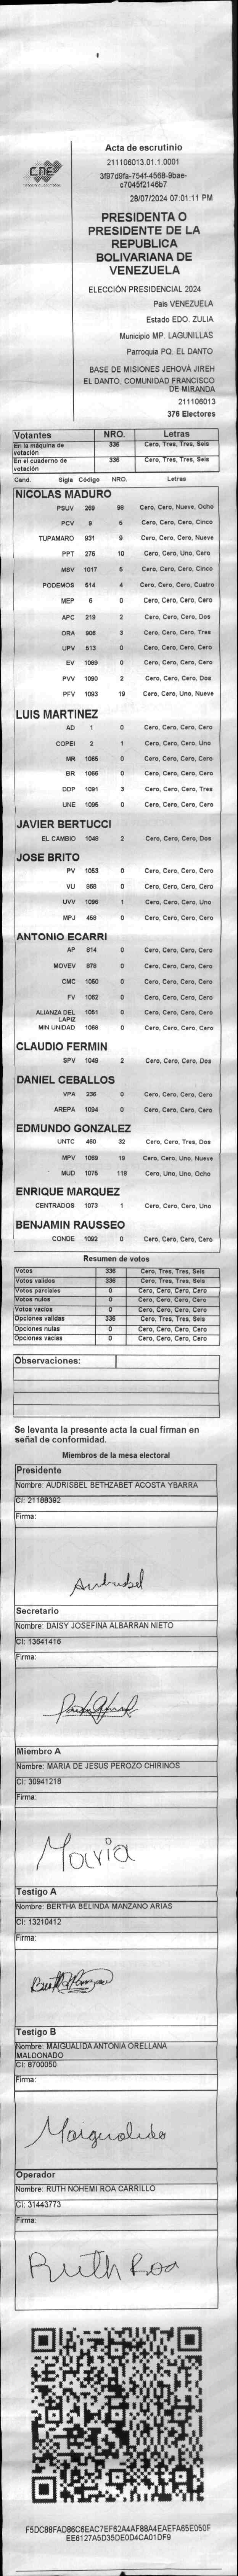 CNE
Acta de escrutinio
211106013.01.1.0001
3f97d9fa-754f-4568-9bae-
c7045f2146b7
28/07/2024 07:01:11 PM
PRESIDENTA O
PRESIDENTE DE LA
REPUBLICA
BOLIVARIANA DE
VENEZUELA
ELECCIÓN PRESIDENCIAL 2024
Pais VENEZUELA
Estado EDO. ZULIA
Municipio MP. LAGUNILLAS
Parroquia PQ. EL DANTO
BASE DE MISIONES JEHOVÁ JIREH
EL DANTO, COMUNIDAD FRANCISCO
DE MIRANDA
211106013
376 Electores
Votantes NRO. Letras
En la máquina de votación 336 Cero, Tres, Tres, Seis
En el cuaderno de votación 336 Cero, Tres, Tres, Seis
Cand. Sigla Código NRO. Letras
NICOLAS MADURO
PSUV 269 98 Cero, Cero, Nueve, Ocho
PCV 9 5 Cero, Cero, Cero, Cinco
TUPAMARO 931 9 Cero, Cero, Cero, Nueve
PPT 276 10 Cero, Cero, Uno, Cero
MSV 1017 5 Cero, Cero, Cero, Cinco
PODEMOS 514 4 Cero, Cero, Cero, Cuatro
MEP 5 0 Cero, Cero, Cero, Cero
APC 219 2 Cero, Cero, Cero, Dos
ORA 906 3 Cero, Cero, Cero, Tres
UPV 513 0 Cero, Cero, Cero, Cero
EV 1089 0 Cero, Cero, Cero, Cero
PVV 1090 2 Cero, Cero, Cero, Dos
PFV 1093 19 Cero, Cero, Uno, Nueve
LUIS MARTINEZ
AD 1 0 Cero, Cero, Cero, Cero
COPEI 2 1 Cero, Cero, Cero, Uno
MR 1065 0 Cero, Cero, Cero, Cero
BR 1066 0 Cero, Cero, Cero, Cero
DDP 1091 3 Cero, Cero, Cero, Tres
UNE 1095 0 Cero, Cero, Cero, Cero
JAVIER BERTUCCI
EL CAMBIO 1048 2 Cero, Cero, Cero, Dos
JOSE BRITO
PV 1053 0 Cero, Cero, Cero, Cero
VU 868 0 Cero, Cero, Cero, Cero
UVV 1096 1 Cero, Cero, Cero, Uno
MPJ 458 0 Cero, Cero, Cero, Cero
ANTONIO ECARRI
AP 814 0 Cero, Cero, Cero, Cero
MOVEV 878 0 Cero, Cero, Cero, Cero
CMC 1050 0 Cero, Cero, Cero, Cero
FV 1062 0 Cero, Cero, Cero, Cero
ALIANZA DEL LAPIZ 1051 0 Cero, Cero, Cero, Cero
MIN UNIDAD 1068 0 Cero, Cero, Cero, Cero
CLAUDIO FERMIN
SPV 1049 2 Cero, Cero, Cero, Dos
DANIEL CEBALLOS
VPA 236 0 Cero, Cero, Cero, Cero
AREPA 1094 0 Cero, Cero, Cero, Cero
EDMUNDO GONZALEZ
UNTC 460 32 Cero, Cero, Tres, Dos
MPV 1069 19 Cero, Cero, Uno, Nueve
MUD 1075 118 Cero, Uno, Uno, Ocho
ENRIQUE MARQUEZ
CENTRADOS 1073 1 Cero, Cero, Cero, Uno
BENJAMIN RAUSSEO
CONDE 1092 0 Cero, Cero, Cero, Cero
Resumen de votos
Votos 336 Cero, Tres, Tres, Seis
Votos validos 336 Cero, Tres, Tres, Seis
Votos parciales 0 Cero, Cero, Cero, Cero
Votos nulos 0 Cero, Cero, Cero, Cero
Votos vacios 0 Cero, Cero, Cero, Cero
Opciones validas 336 Cero, Tres, Tres, Seis
Opciones nulas 0 Cero, Cero, Cero, Cero
Opciones vacias 0 Cero, Cero, Cero, Cero
Observaciones:
Se levanta la presente acta la cual firman en
señal de conformidad.
Miembros de la mesa electoral
Presidente
Nombre: AUDRISBEL BETHZABET ACOSTA YBARRA
CI: 21188392
Firma:
Audrisbel
Secretario
Nombre: DAISY JOSEFINA ALBARRAN NIETO
CI: 13641416
Firma:
Miembro A
Nombre: MARIA DE JESUS PEROZO CHIRINOS
CI: 30941218
Firma:
Maria
Testigo A
Nombre: BERTHA BELINDA MANZANO ARIAS
CI: 13210412
Firma:
Testigo B
Nombre: MAIGUALIDA ANTONIA ORELLANA
MALDONADO
CI: 8700050
Firma:
Maigualida
Operador
Nombre: RUTH NOHEMI ROA CARRILLO
CI: 31443773
Firma:
Ruth Roa
F5DC88FAD86C6EAC7EF62A4AF88A4EAEFA65E050F
EE6127A5D35DE0D4CA01DF9